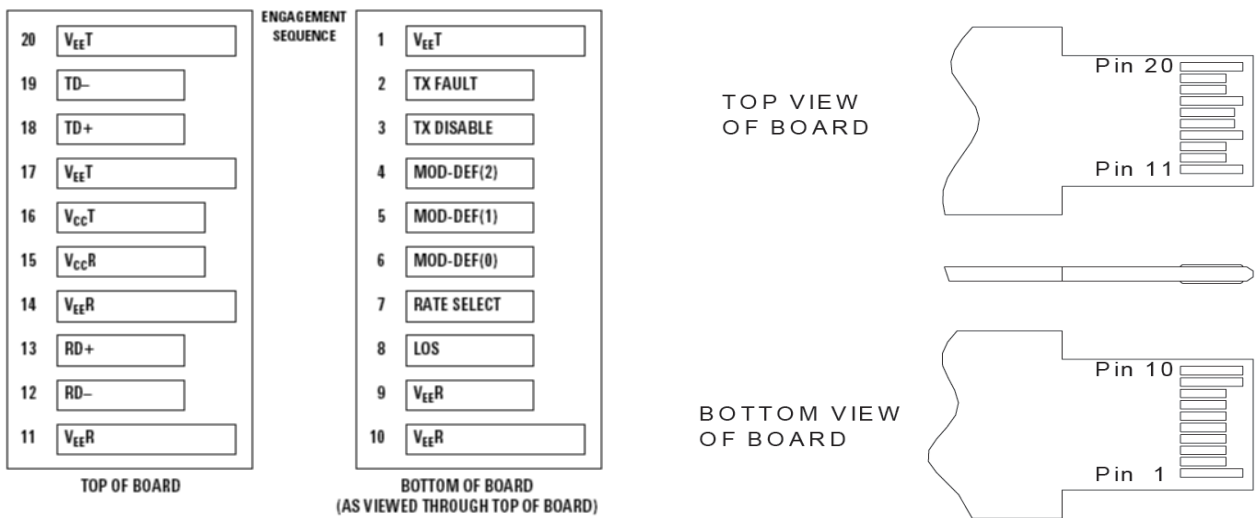 ENGAGEMENT
SEQUENCE
20 VEET
19 TD–
18 TD+
17 VEET
16 VCCT
15 VCCR
14 VEER
13 RD+
12 RD–
11 VEER
TOP OF BOARD
1 VEET
2 TX FAULT
3 TX DISABLE
4 MOD-DEF(2)
5 MOD-DEF(1)
6 MOD-DEF(0)
7 RATE SELECT
8 LOS
9 VEER
10 VEER
BOTTOM OF BOARD
(AS VIEWED THROUGH TOP OF BOARD)
TOP VIEW
OF BOARD
Pin 20
Pin 11
BOTTOM VIEW
OF BOARD
Pin 10
Pin 1